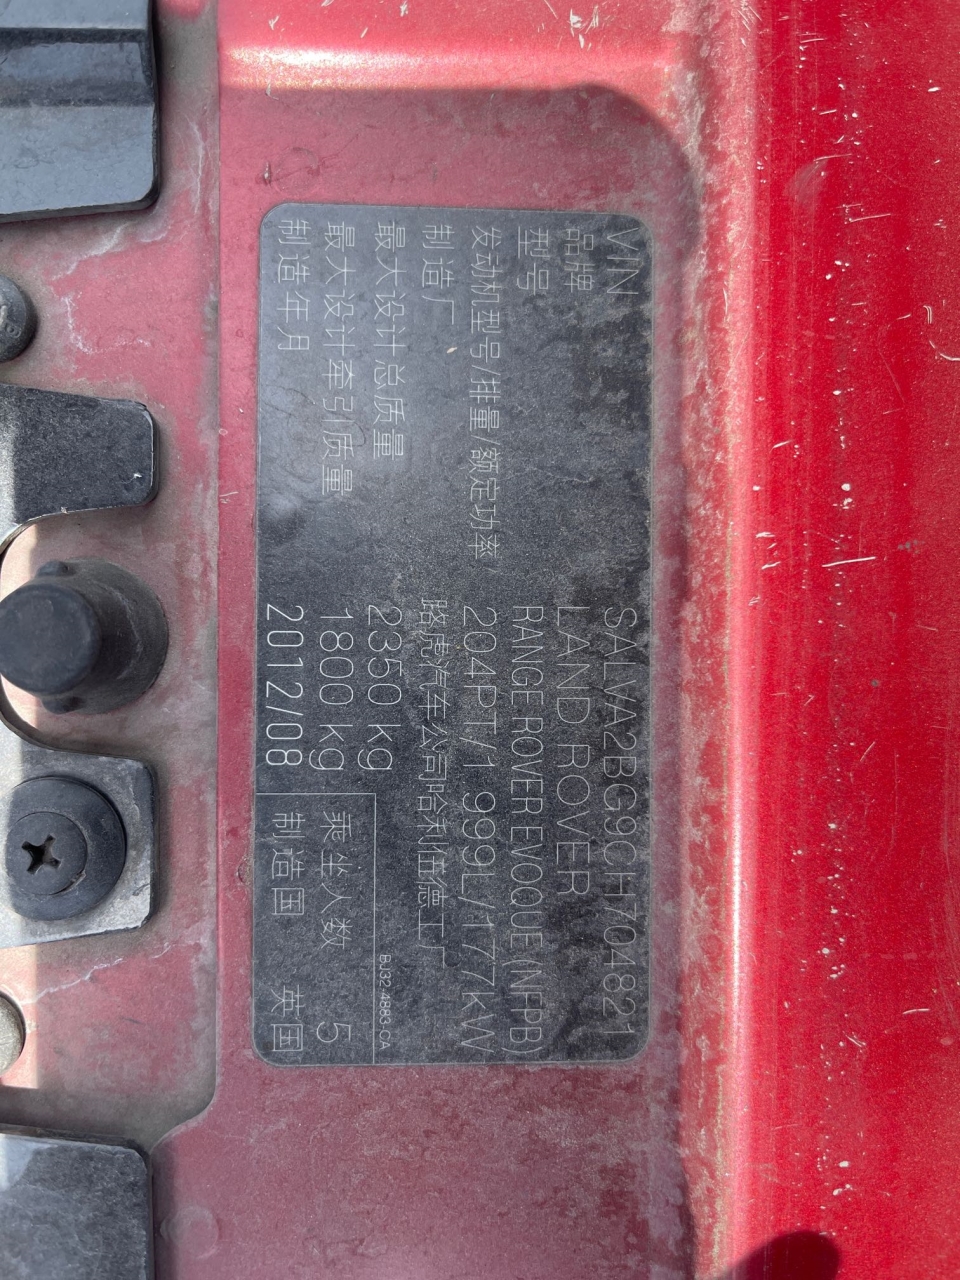 VIN SALVA2BG9CH704821
品牌 LAND ROVER
型号 RANGE ROVER EVOQUE (NFPB)
发动机型号/排量/额定功率 204PT/1 999L/177kW
制造厂 路虎汽车公司哈利伍德工厂
最大设计总质量 2350 kg
最大设计牵引质量 1800 kg
制造年月 2012/08
BJ32 4883-CA
乘坐人数 5
制造国 英国